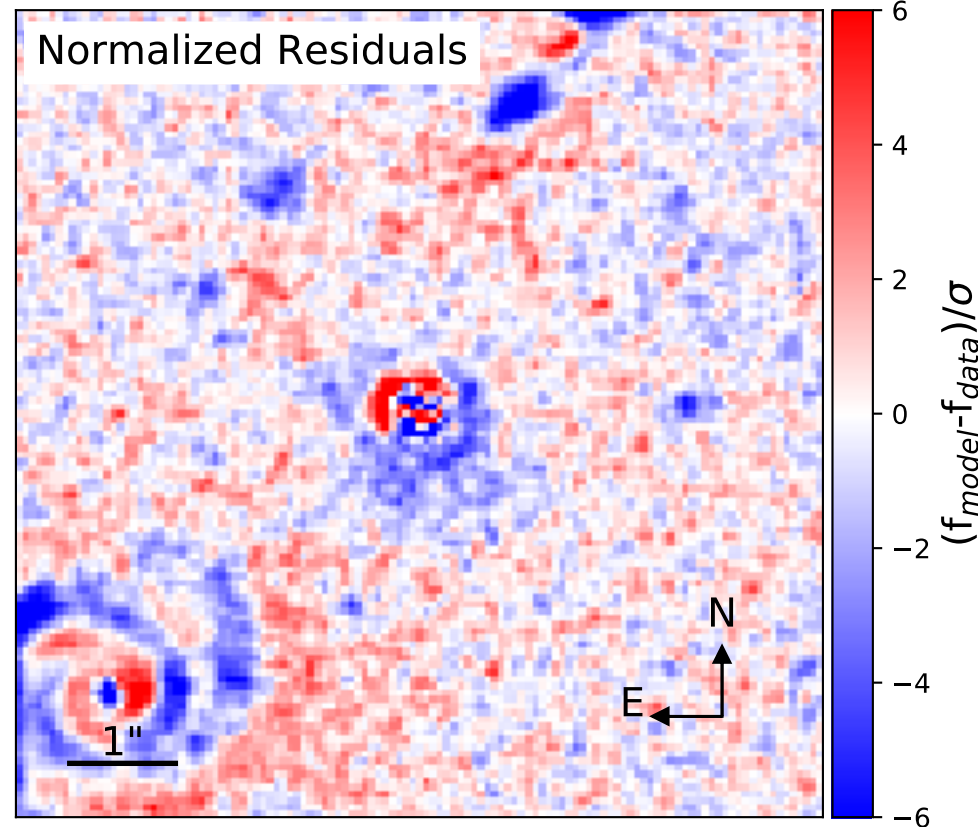 Normalized Residuals
6
4
2
0
−2
−4
−6
(f_model-f_data)/σ
N
E
1"